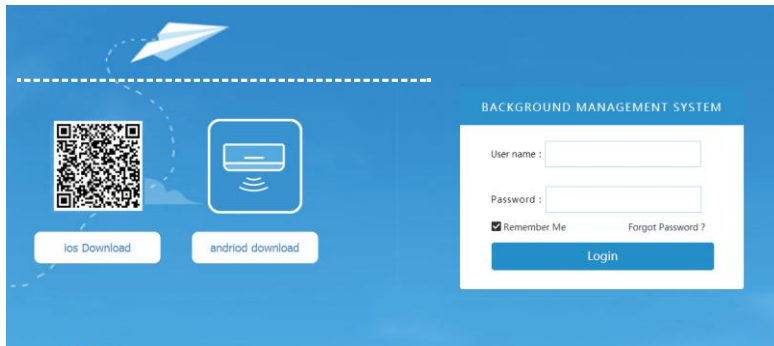 BACKGROUND MANAGEMENT SYSTEM
User name :
Password :
Remember Me
Forgot Password ?
Login
ios Download
andriod download